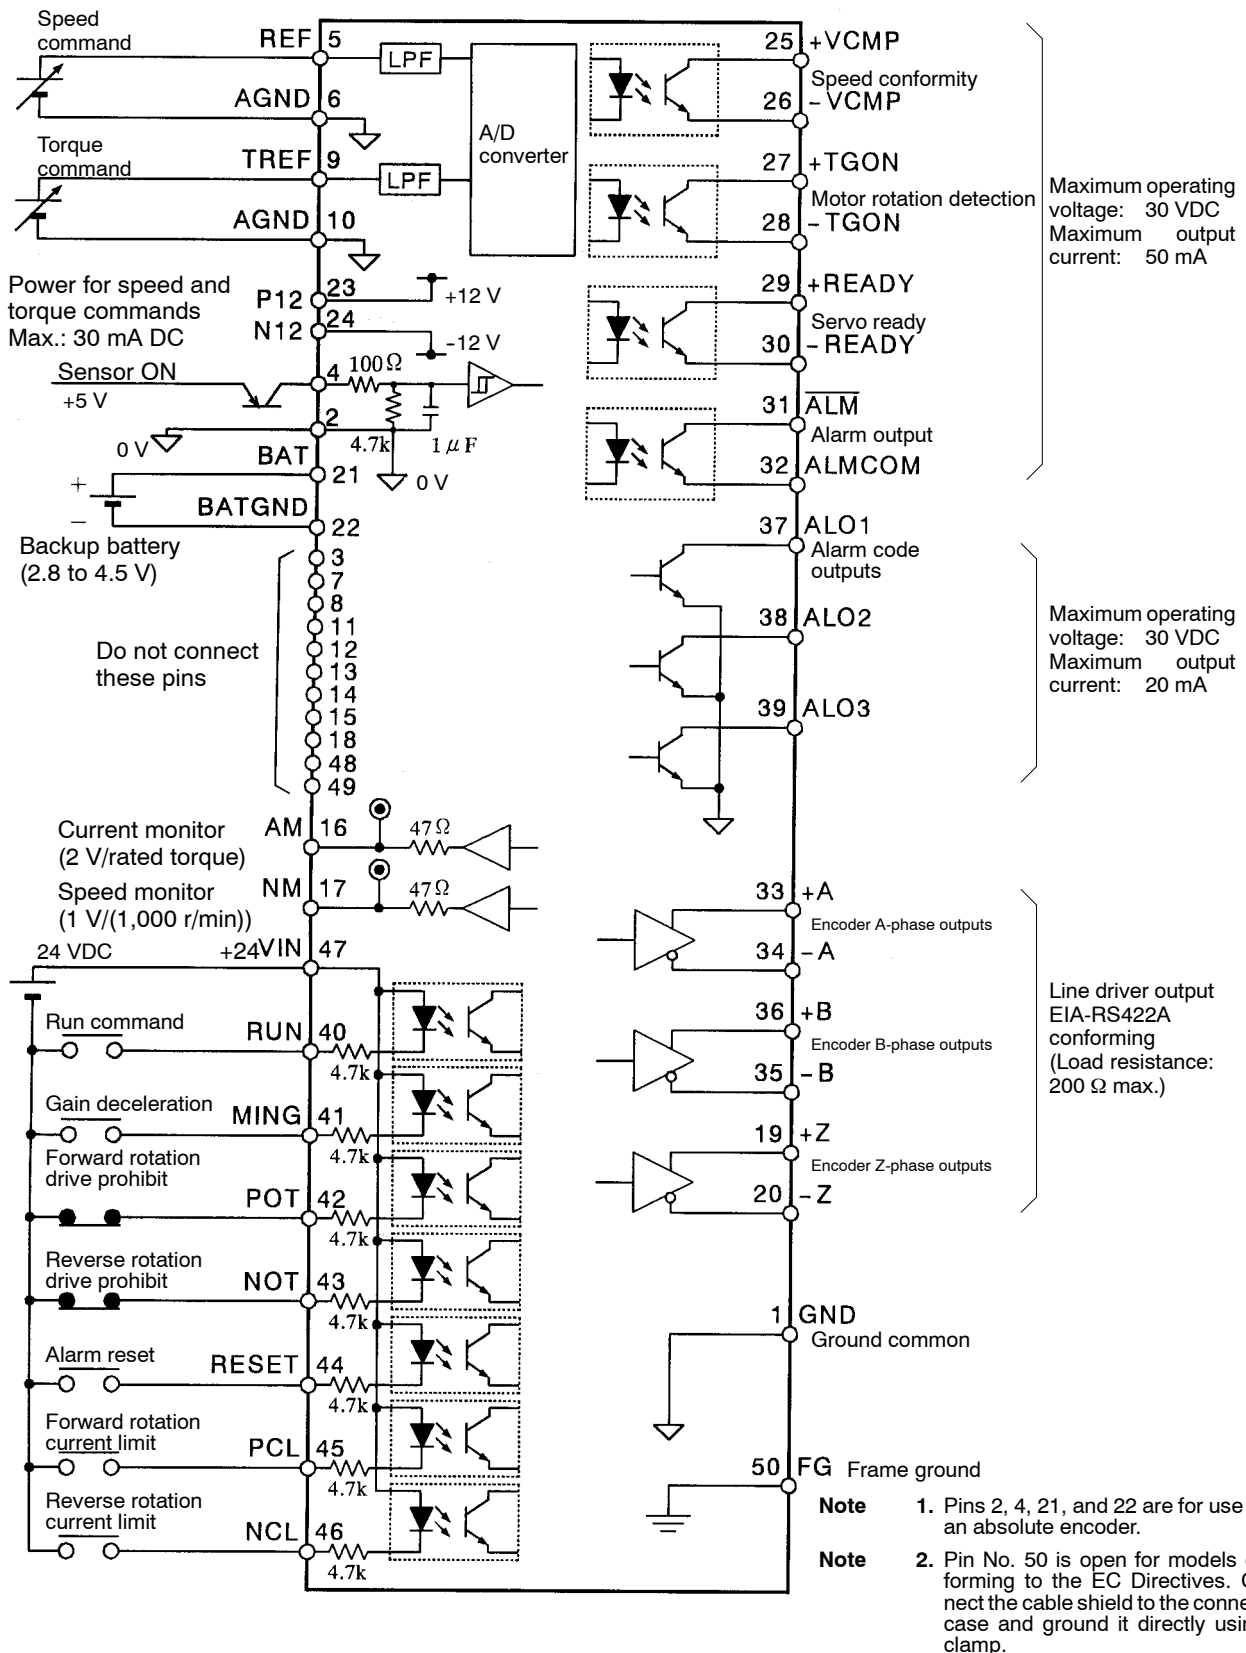 Speed
command
REF 5
LPF
AGND 6
Torque
command
TREF 9
LPF
AGND 10
A/D
converter
Power for speed and
torque commands
Max.: 30 mA DC
P12 23
+12 V
N12 24
-12 V
Sensor ON
+5 V
4 100Ω
2
0 V
4.7k
1 μF
0 V
BAT
21
+
BATGND
−
22
Backup battery
(2.8 to 4.5 V)
3
7
8
11
12
13
14
15
18
48
49
Do not connect
these pins
Current monitor
(2 V/rated torque)
AM 16
47Ω
Speed monitor
(1 V/(1,000 r/min))
NM 17
47Ω
24 VDC
+24VIN 47
Run command
RUN 40
4.7k
Gain deceleration
MING 41
4.7k
Forward rotation
drive prohibit
POT 42
4.7k
Reverse rotation
drive prohibit
NOT 43
4.7k
Alarm reset
RESET 44
4.7k
Forward rotation
current limit
PCL 45
4.7k
Reverse rotation
current limit
NCL 46
4.7k
25 +VCMP
Speed conformity
26 −VCMP
27 +TGON
Motor rotation detection
28 −TGON
29 +READY
Servo ready
30 −READY
31 ALM
Alarm output
32 ALMCOM
Maximum operating
voltage: 30 VDC
Maximum output
current: 50 mA
37 ALO1
Alarm code
outputs
38 ALO2
39 ALO3
Maximum operating
voltage: 30 VDC
Maximum output
current: 20 mA
33 +A
Encoder A-phase outputs
34 −A
36 +B
Encoder B-phase outputs
35 −B
19 +Z
Encoder Z-phase outputs
20 −Z
Line driver output
EIA-RS422A
conforming
(Load resistance:
200 Ω max.)
1 GND
Ground common
50 FG Frame ground
Note 1. Pins 2, 4, 21, and 22 are for use
an absolute encoder.
Note 2. Pin No. 50 is open for models
forming to the EC Directives.
nect the cable shield to the conne
case and ground it directly usin
clamp.